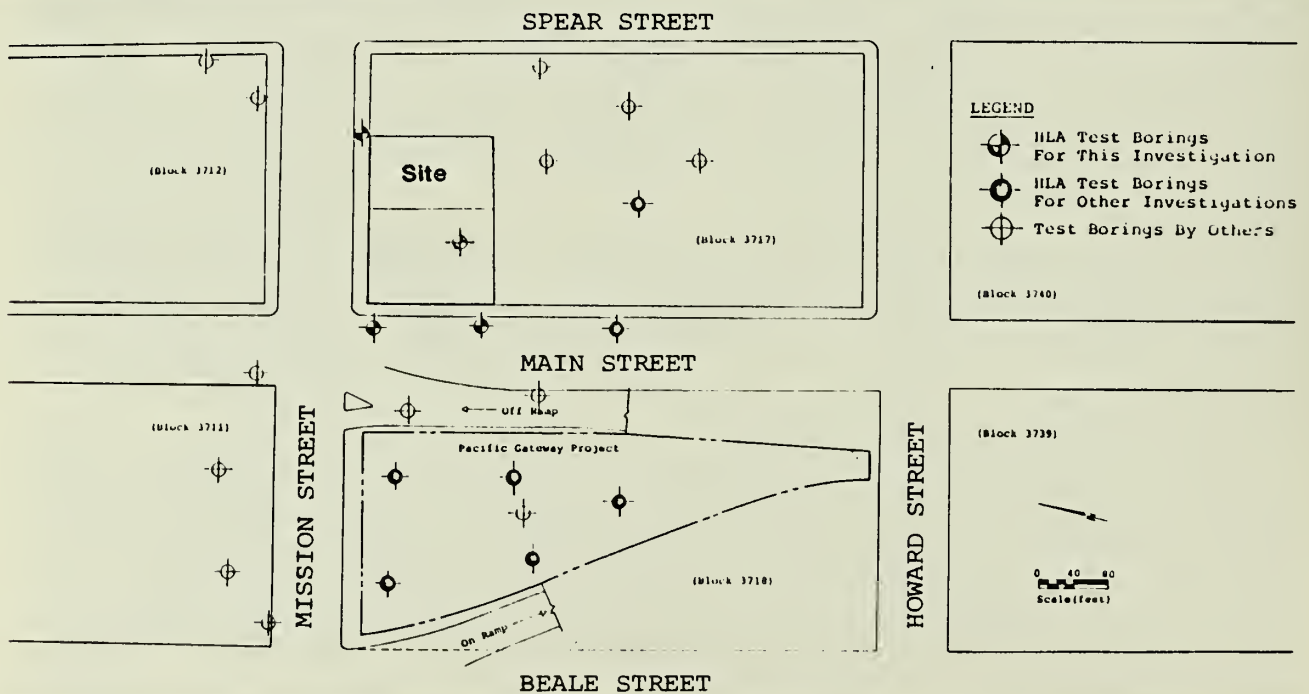 SPEAR STREET
LEGEND
HLA Test Borings
For This Investigation
HLA Test Borings
For Other Investigations
Test Borings By Others
(Block 3712)
Site
(Block 3717)
(Block 3740)
MAIN STREET
Off Ramp
(Block 3711)
Pacific Gateway Project
(Block 3739)
MISSION STREET
HOWARD STREET
(Block 3718)
0 40 80
Scale(feet)
On Ramp
BEALE STREET